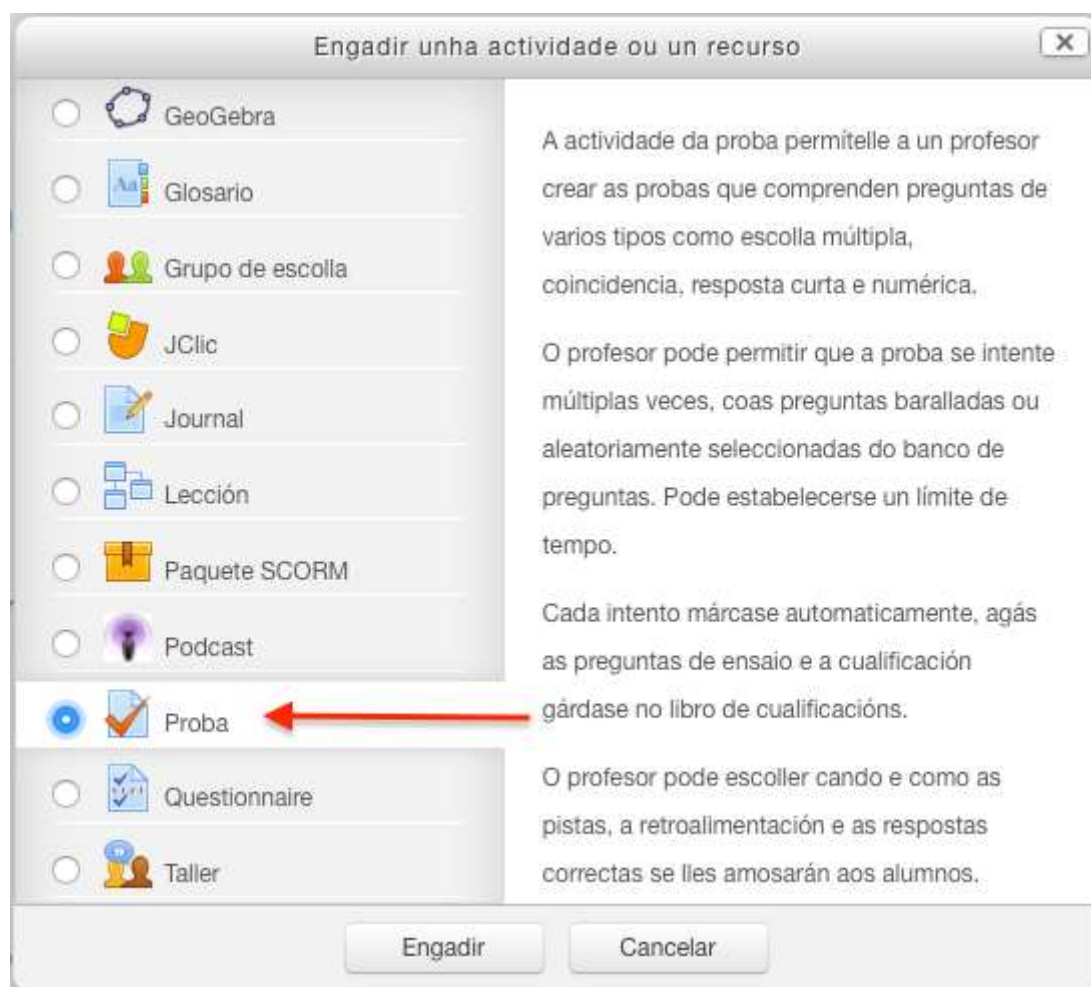 Engadir unha actividade ou un recurso
GeoGebra
Glosario
Grupo de escolla
JClic
Journal
Lección
Paquete SCORM
Podcast
Proba
Questionnaire
Taller
A actividade da proba permítelle a un profesor
crear as probas que comprenden preguntas de
varios tipos como escolla múltipla,
coincidencia, resposta curta e numérica.
O profesor pode permitir que a proba se intente
múltiplas veces, coas preguntas baralladas ou
aleatoriamente seleccionadas do banco de
preguntas. Pode estabelecerse un límite de
tempo.
Cada intento márcase automaticamente, agás
as preguntas de ensaio e a cualificación
gárdase no libro de cualificacións.
O profesor pode escoller cando e como as
pistas, a retroalimentación e as respostas
correctas se lles amosarán aos alumnos.
Engadir
Cancelar